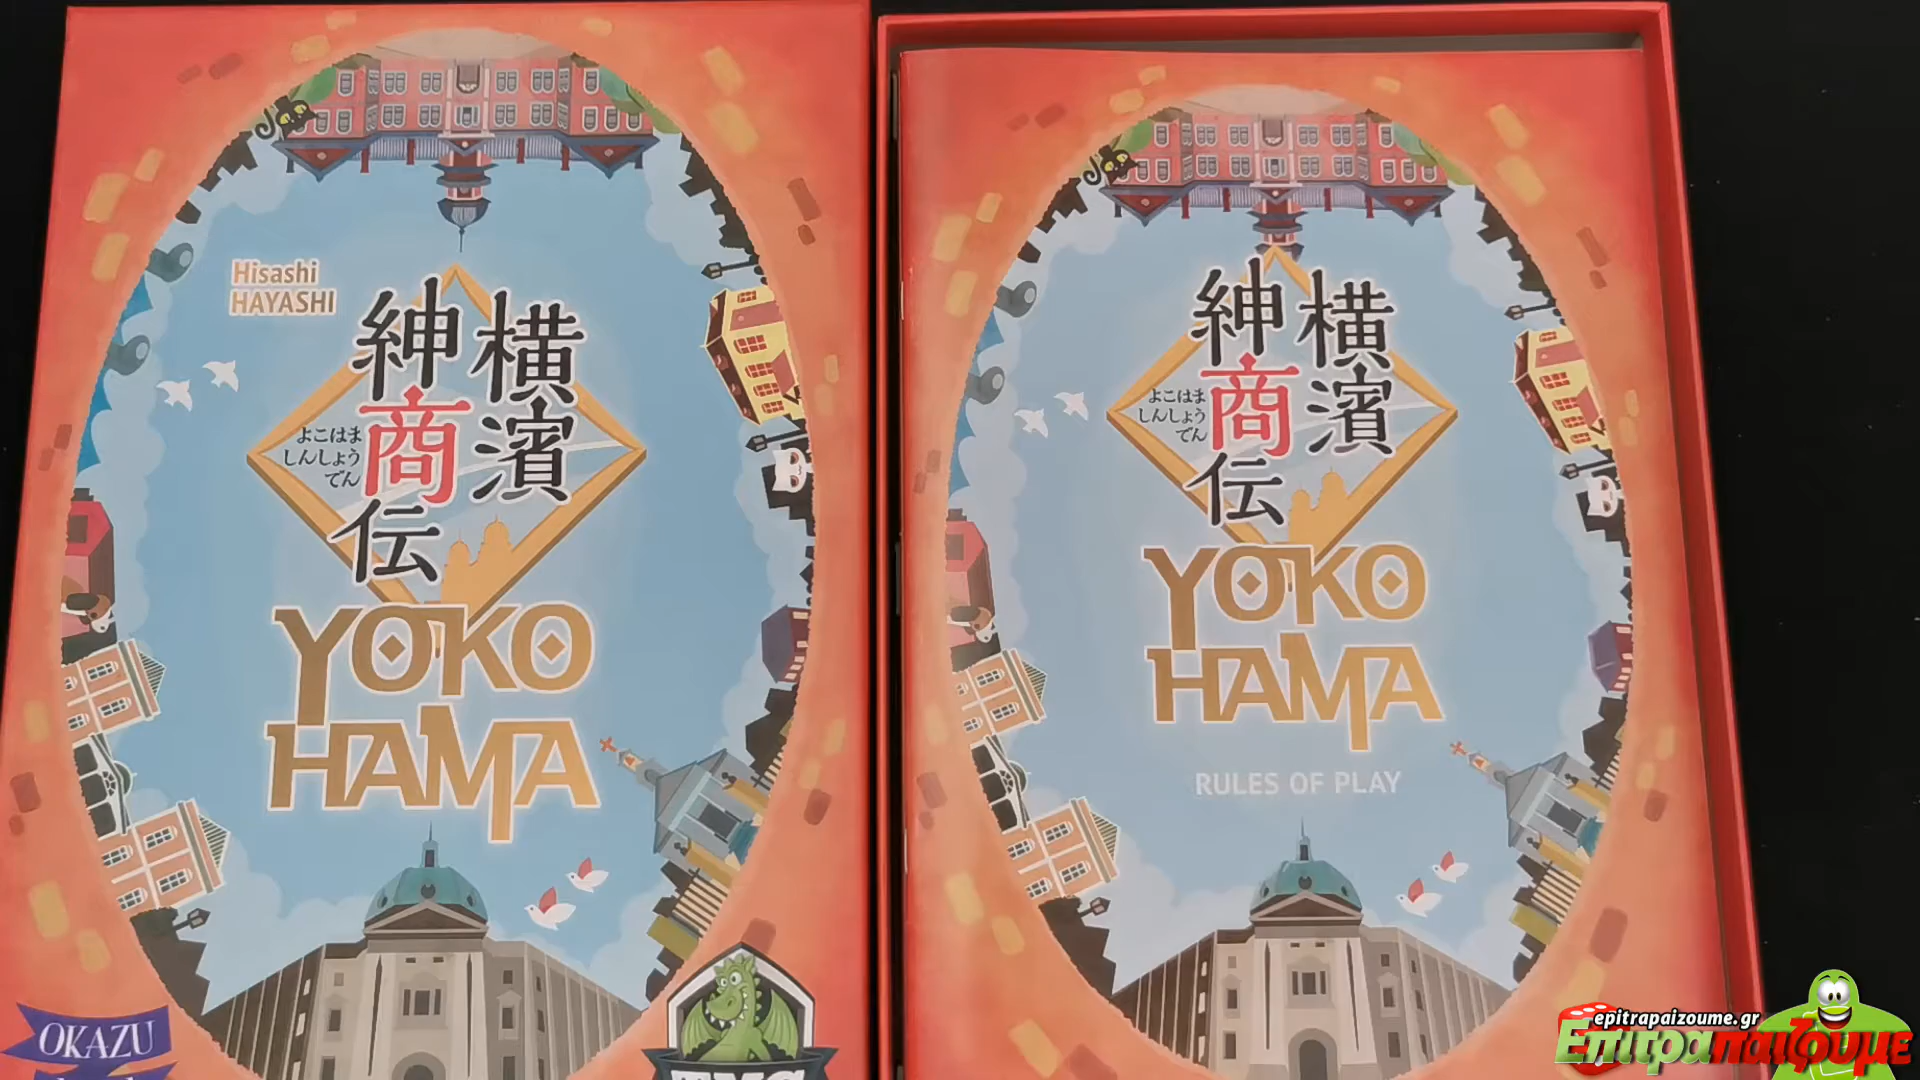 Hisashi
HAYASHI
横濱
紳商伝
よこはま
しんしょう
でん
YOKO
HAMA
OKAZU
TMG
横濱
紳商伝
よこはま
しんしょう
でん
YOKO
HAMA
RULES OF PLAY
epitrapaizoume.gr
Επιτραπαιζουμε